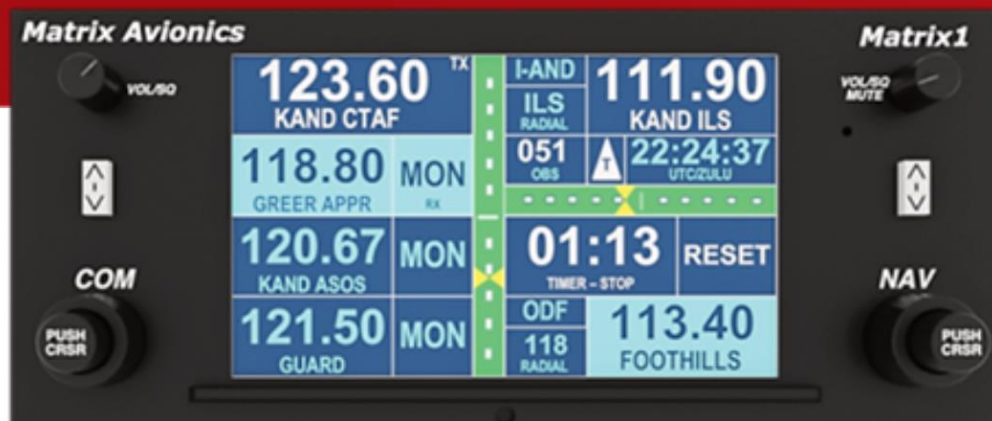 Matrix Avionics
Matrix1
VOL/SQ
VOL/SQ
MUTE
123.60 TX
KAND CTAF
118.80 MON
GREER APPR RX
120.67 MON
KAND ASOS
121.50 MON
GUARD
I-AND 111.90
ILS
RADIAL KAND ILS
051 T 22:24:37
OBS UTC/ZULU
01:13 RESET
TIMER – STOP
ODF 113.40
118
RADIAL FOOTHILLS
COM
PUSH
CRSR
NAV
PUSH
CRSR